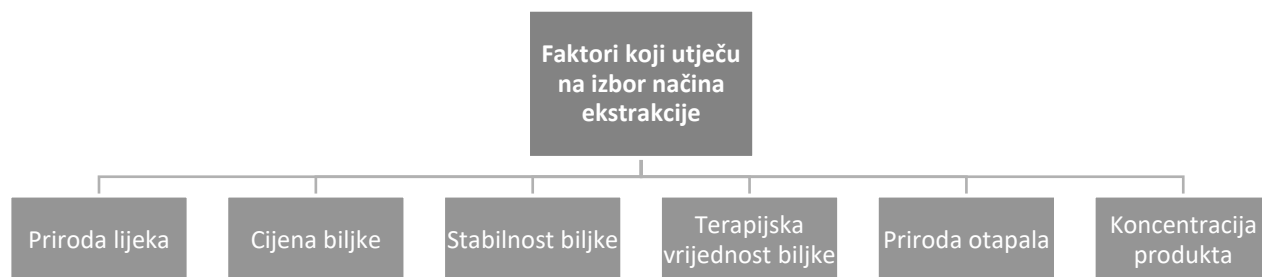 Faktori koji utječu
na izbor načina
ekstrakcije
Priroda lijeka
Cijena biljke
Stabilnost biljke
Terapijska
vrijednost biljke
Priroda otapala
Koncentracija
produkta